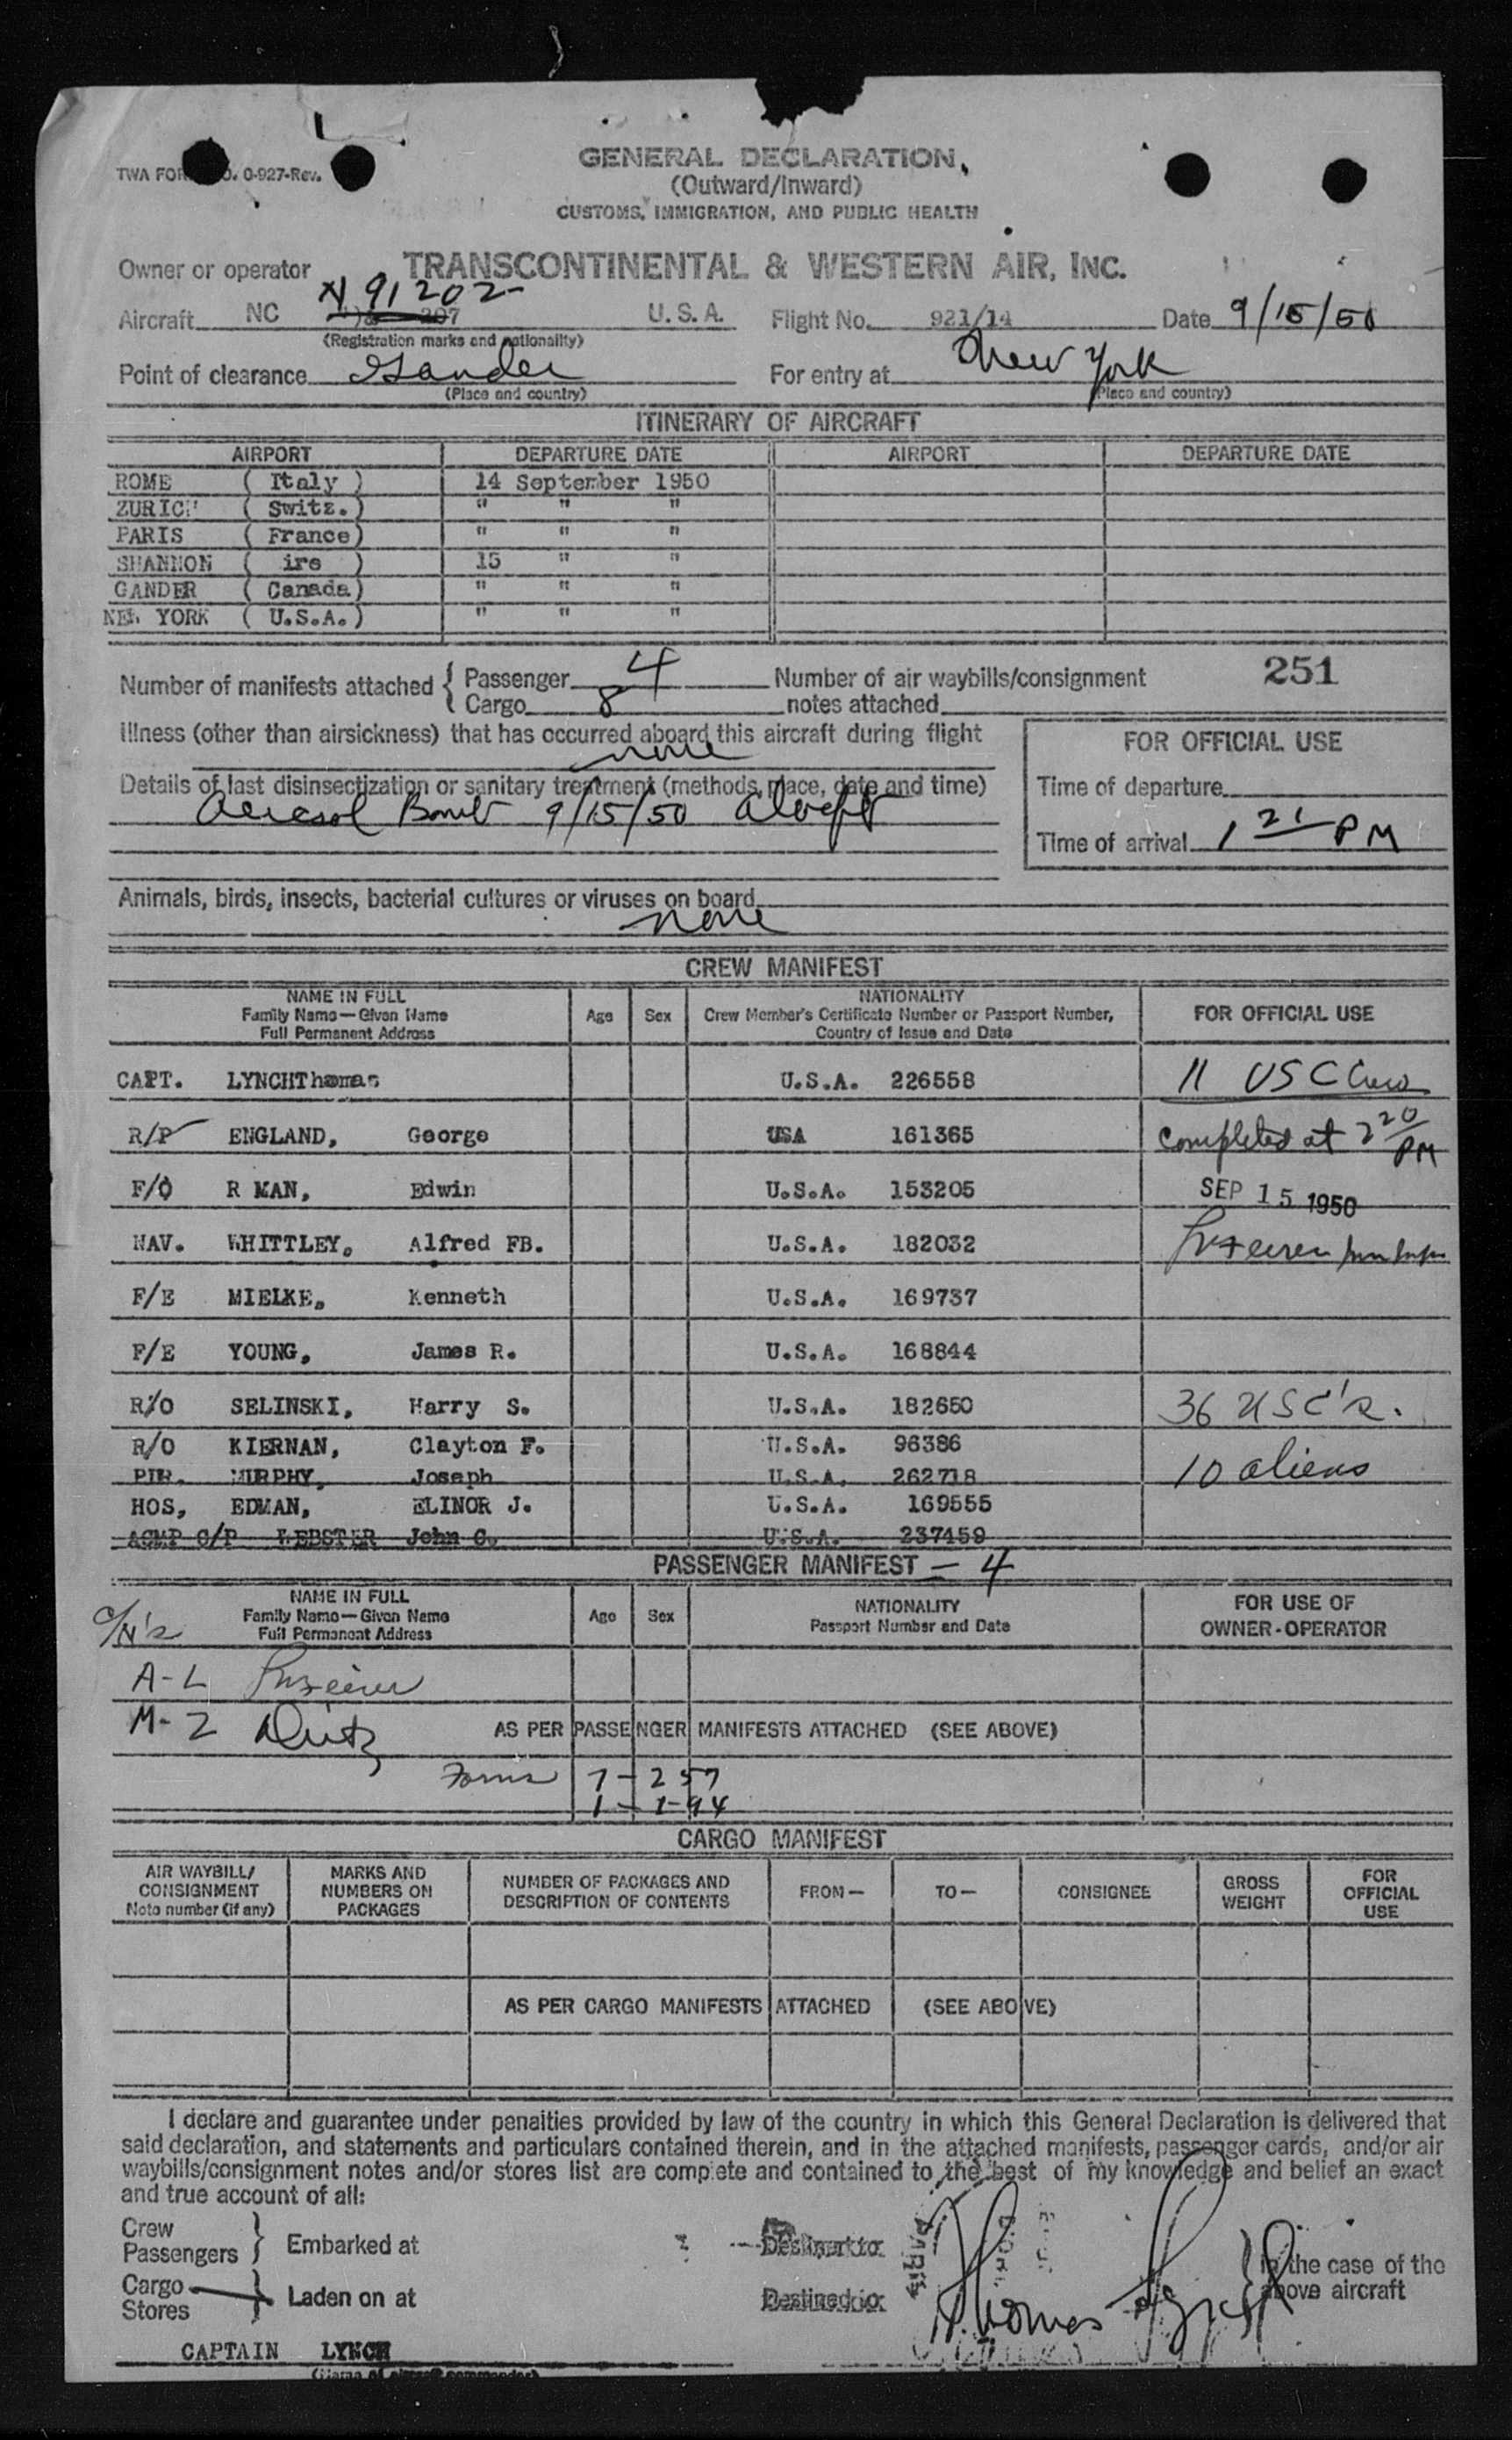 TWA FOR O. 0-927-Rev.
GENERAL DECLARATION,
(Outward/Inward)
CUSTOMS, IMMIGRATION, AND PUBLIC HEALTH
Owner or operator TRANSCONTINENTAL & WESTERN AIR, INC.
N 91202
Aircraft NC 207 U.S.A. Flight No. 921/14 Date 9/15/50
(Registration marks and nationality)
Point of clearance Gander For entry at New York
(Place and country) (Place and country)
ITINERARY OF AIRCRAFT
AIRPORT DEPARTURE DATE AIRPORT DEPARTURE DATE
ROME ( Italy ) 14 September 1950
ZURICH ( Switz.) " " "
PARIS ( France) " " "
SHANNON ( ire ) 15 " "
GANDER ( Canada) " " "
NEW YORK ( U.S.A.) " " "
Number of manifests attached { Passenger 4 Number of air waybills/consignment 251
Cargo 8 notes attached
Illness (other than airsickness) that has occurred aboard this aircraft during flight
none
FOR OFFICIAL USE
Details of last disinsectization or sanitary treatment (methods, place, date and time)
Aerosol Bomb 9/15/50 aloft
Time of departure
Time of arrival 1 21 PM
Animals, birds, insects, bacterial cultures or viruses on board
none
CREW MANIFEST
NAME IN FULL
Family Name—Given Name
Full Permanent Address
Age Sex
NATIONALITY
Crew Member's Certificate Number or Passport Number,
Country of Issue and Date
FOR OFFICIAL USE
CAPT. LYNCHThomas U.S.A. 226558 11 USC Crew
R/P ENGLAND, George USA 161365 Completed at 2 20 PM
F/O R MAN, Edwin U.S.A. 153205 SEP 15 1950
NAV. WHITTLEY, Alfred FB. U.S.A. 182032
F/E MIELKE, Kenneth U.S.A. 169737
F/E YOUNG, James R. U.S.A. 168844
R/O SELINSKI, Harry S. U.S.A. 182650 36 USC's.
R/O KIERNAN, Clayton F. U.S.A. 96386
PUR. MURPHY, Joseph U.S.A. 262718 10 aliens
HOS, EDMAN, ELINOR J. U.S.A. 169555
ACMP C/P WEBSTER John C. U.S.A. 237459
PASSENGER MANIFEST – 4
NAME IN FULL
Family Name—Given Name
Full Permanent Address
Age Sex
NATIONALITY
Passport Number and Date
FOR USE OF
OWNER-OPERATOR
A-L
M-Z
AS PER PASSENGER MANIFESTS ATTACHED (SEE ABOVE)
Forms 7 - 257
1 - I-94
CARGO MANIFEST
AIR WAYBILL/
CONSIGNMENT
Note number (if any)
MARKS AND
NUMBERS ON
PACKAGES
NUMBER OF PACKAGES AND
DESCRIPTION OF CONTENTS
FROM—
TO—
CONSIGNEE
GROSS
WEIGHT
FOR
OFFICIAL
USE
AS PER CARGO MANIFESTS ATTACHED (SEE ABOVE)
I declare and guarantee under penalties provided by law of the country in which this General Declaration is delivered that
said declaration, and statements and particulars contained therein, and in the attached manifests, passenger cards, and/or air
waybills/consignment notes and/or stores list are complete and contained to the best of my knowledge and belief an exact
and true account of all:
Crew
Passengers } Embarked at Destined to
Cargo
Stores } Laden on at Destined to
} In the case of the
above aircraft
Thomas Lynch
CAPTAIN LYNCH
(Name of aircraft commander)